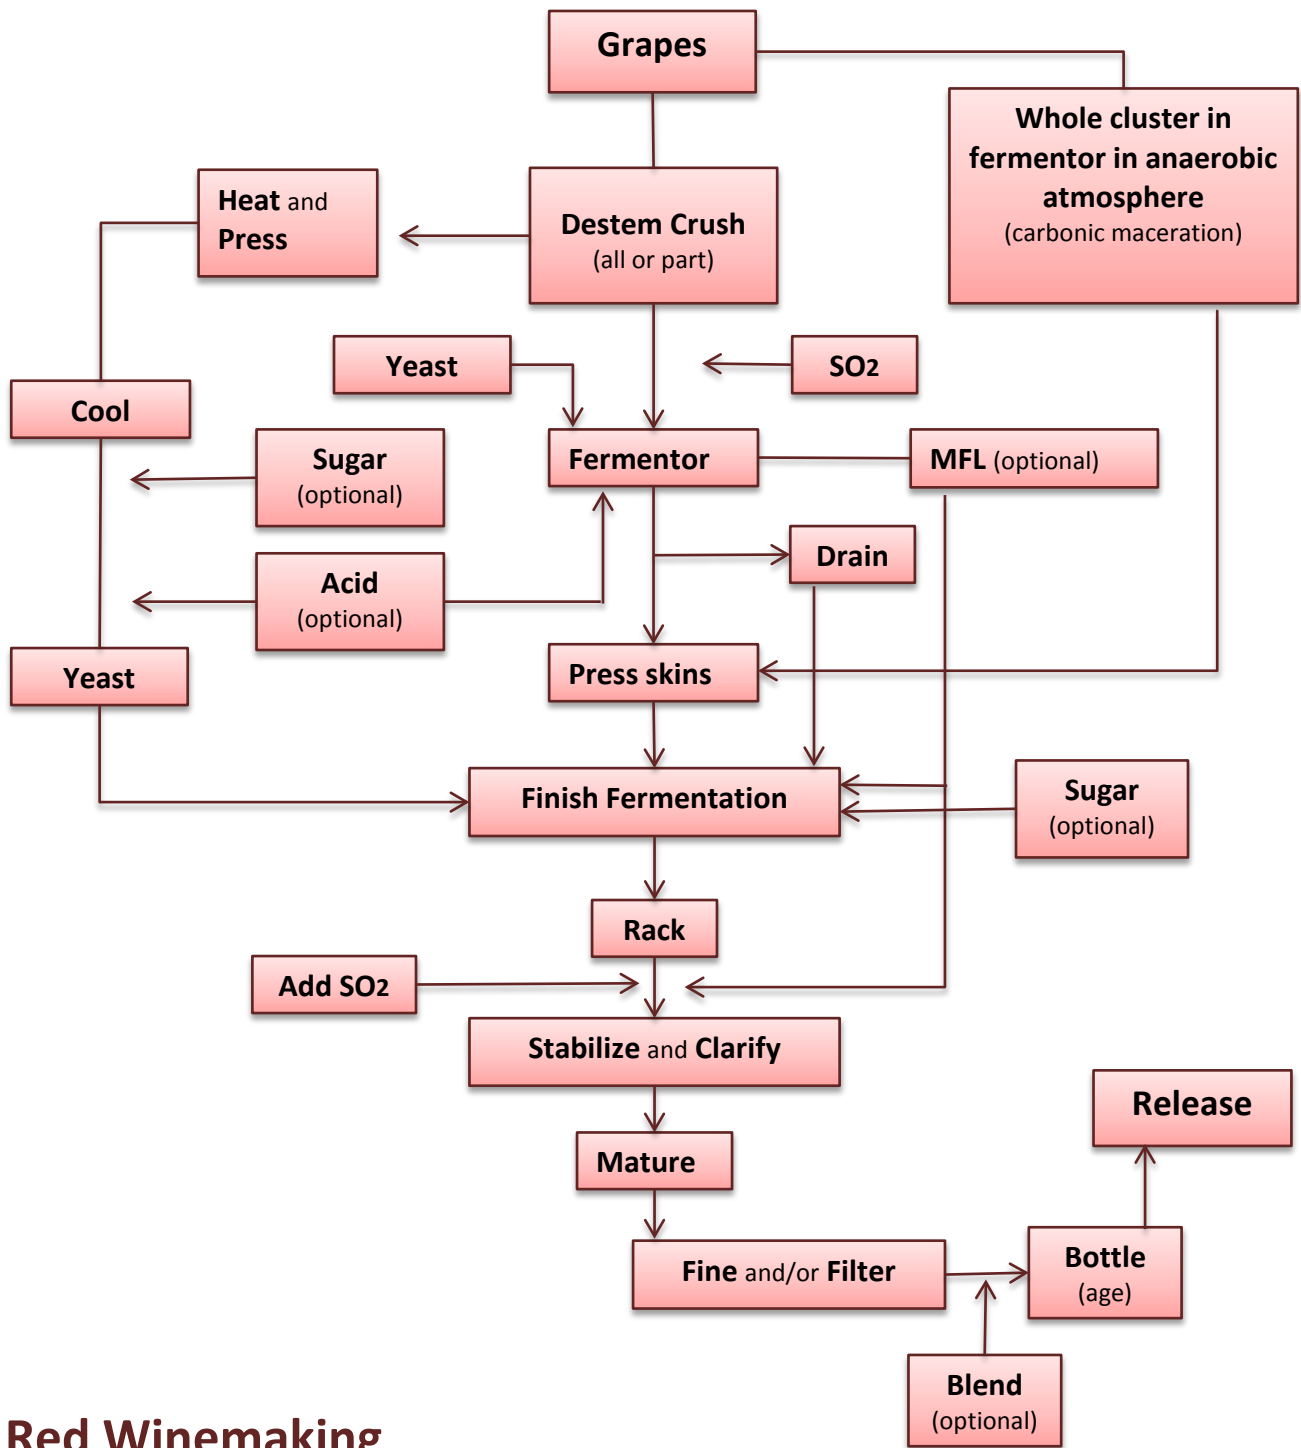 Grapes
Whole cluster in
fermentor in anaerobic
atmosphere
(carbonic maceration)
Heat and
Press
Destem Crush
(all or part)
Yeast
SO2
Cool
Sugar
(optional)
Fermentor
MFL (optional)
Acid
(optional)
Drain
Yeast
Press skins
Finish Fermentation
Sugar
(optional)
Rack
Add SO2
Stabilize and Clarify
Release
Mature
Fine and/or Filter
Bottle
(age)
Blend
(optional)
Red Winemaking